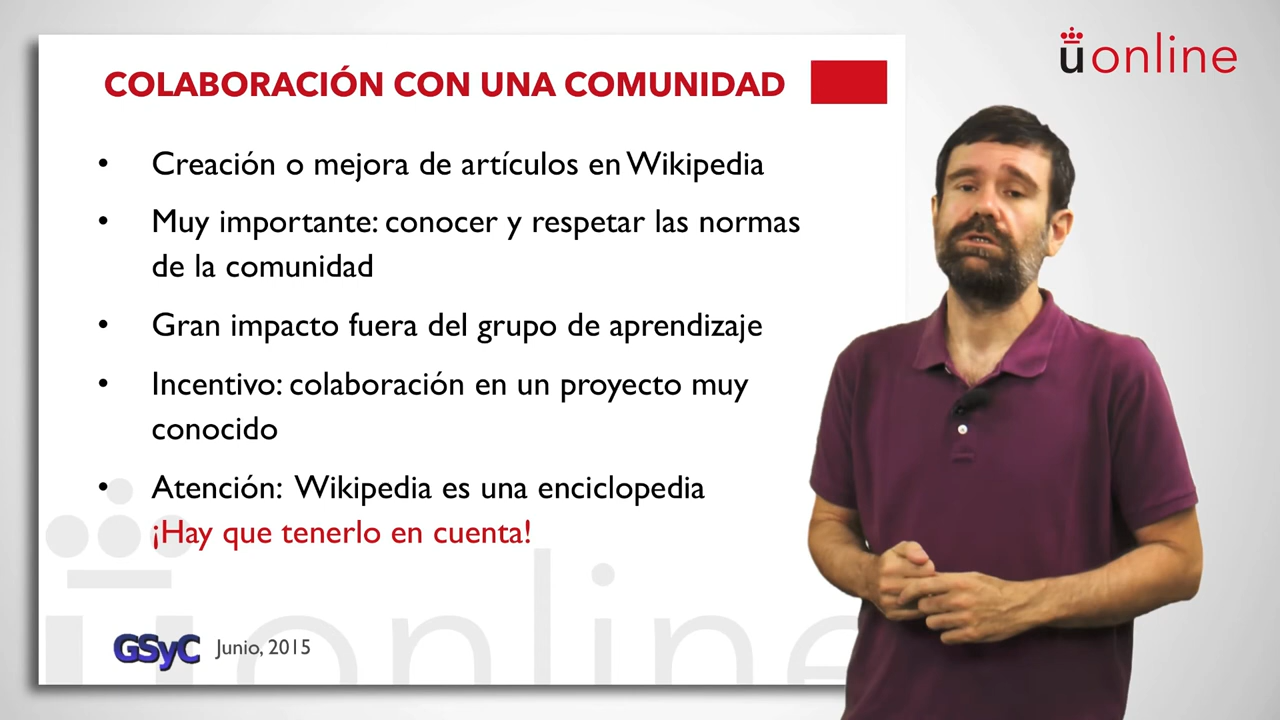 COLABORACIÓN CON UNA COMUNIDAD
uonline
• Creación o mejora de artículos en Wikipedia
• Muy importante: conocer y respetar las normas
de la comunidad
• Gran impacto fuera del grupo de aprendizaje
• Incentivo: colaboración en un proyecto muy
conocido
• Atención: Wikipedia es una enciclopedia
¡Hay que tenerlo en cuenta!
uonline
GSyC Junio, 2015